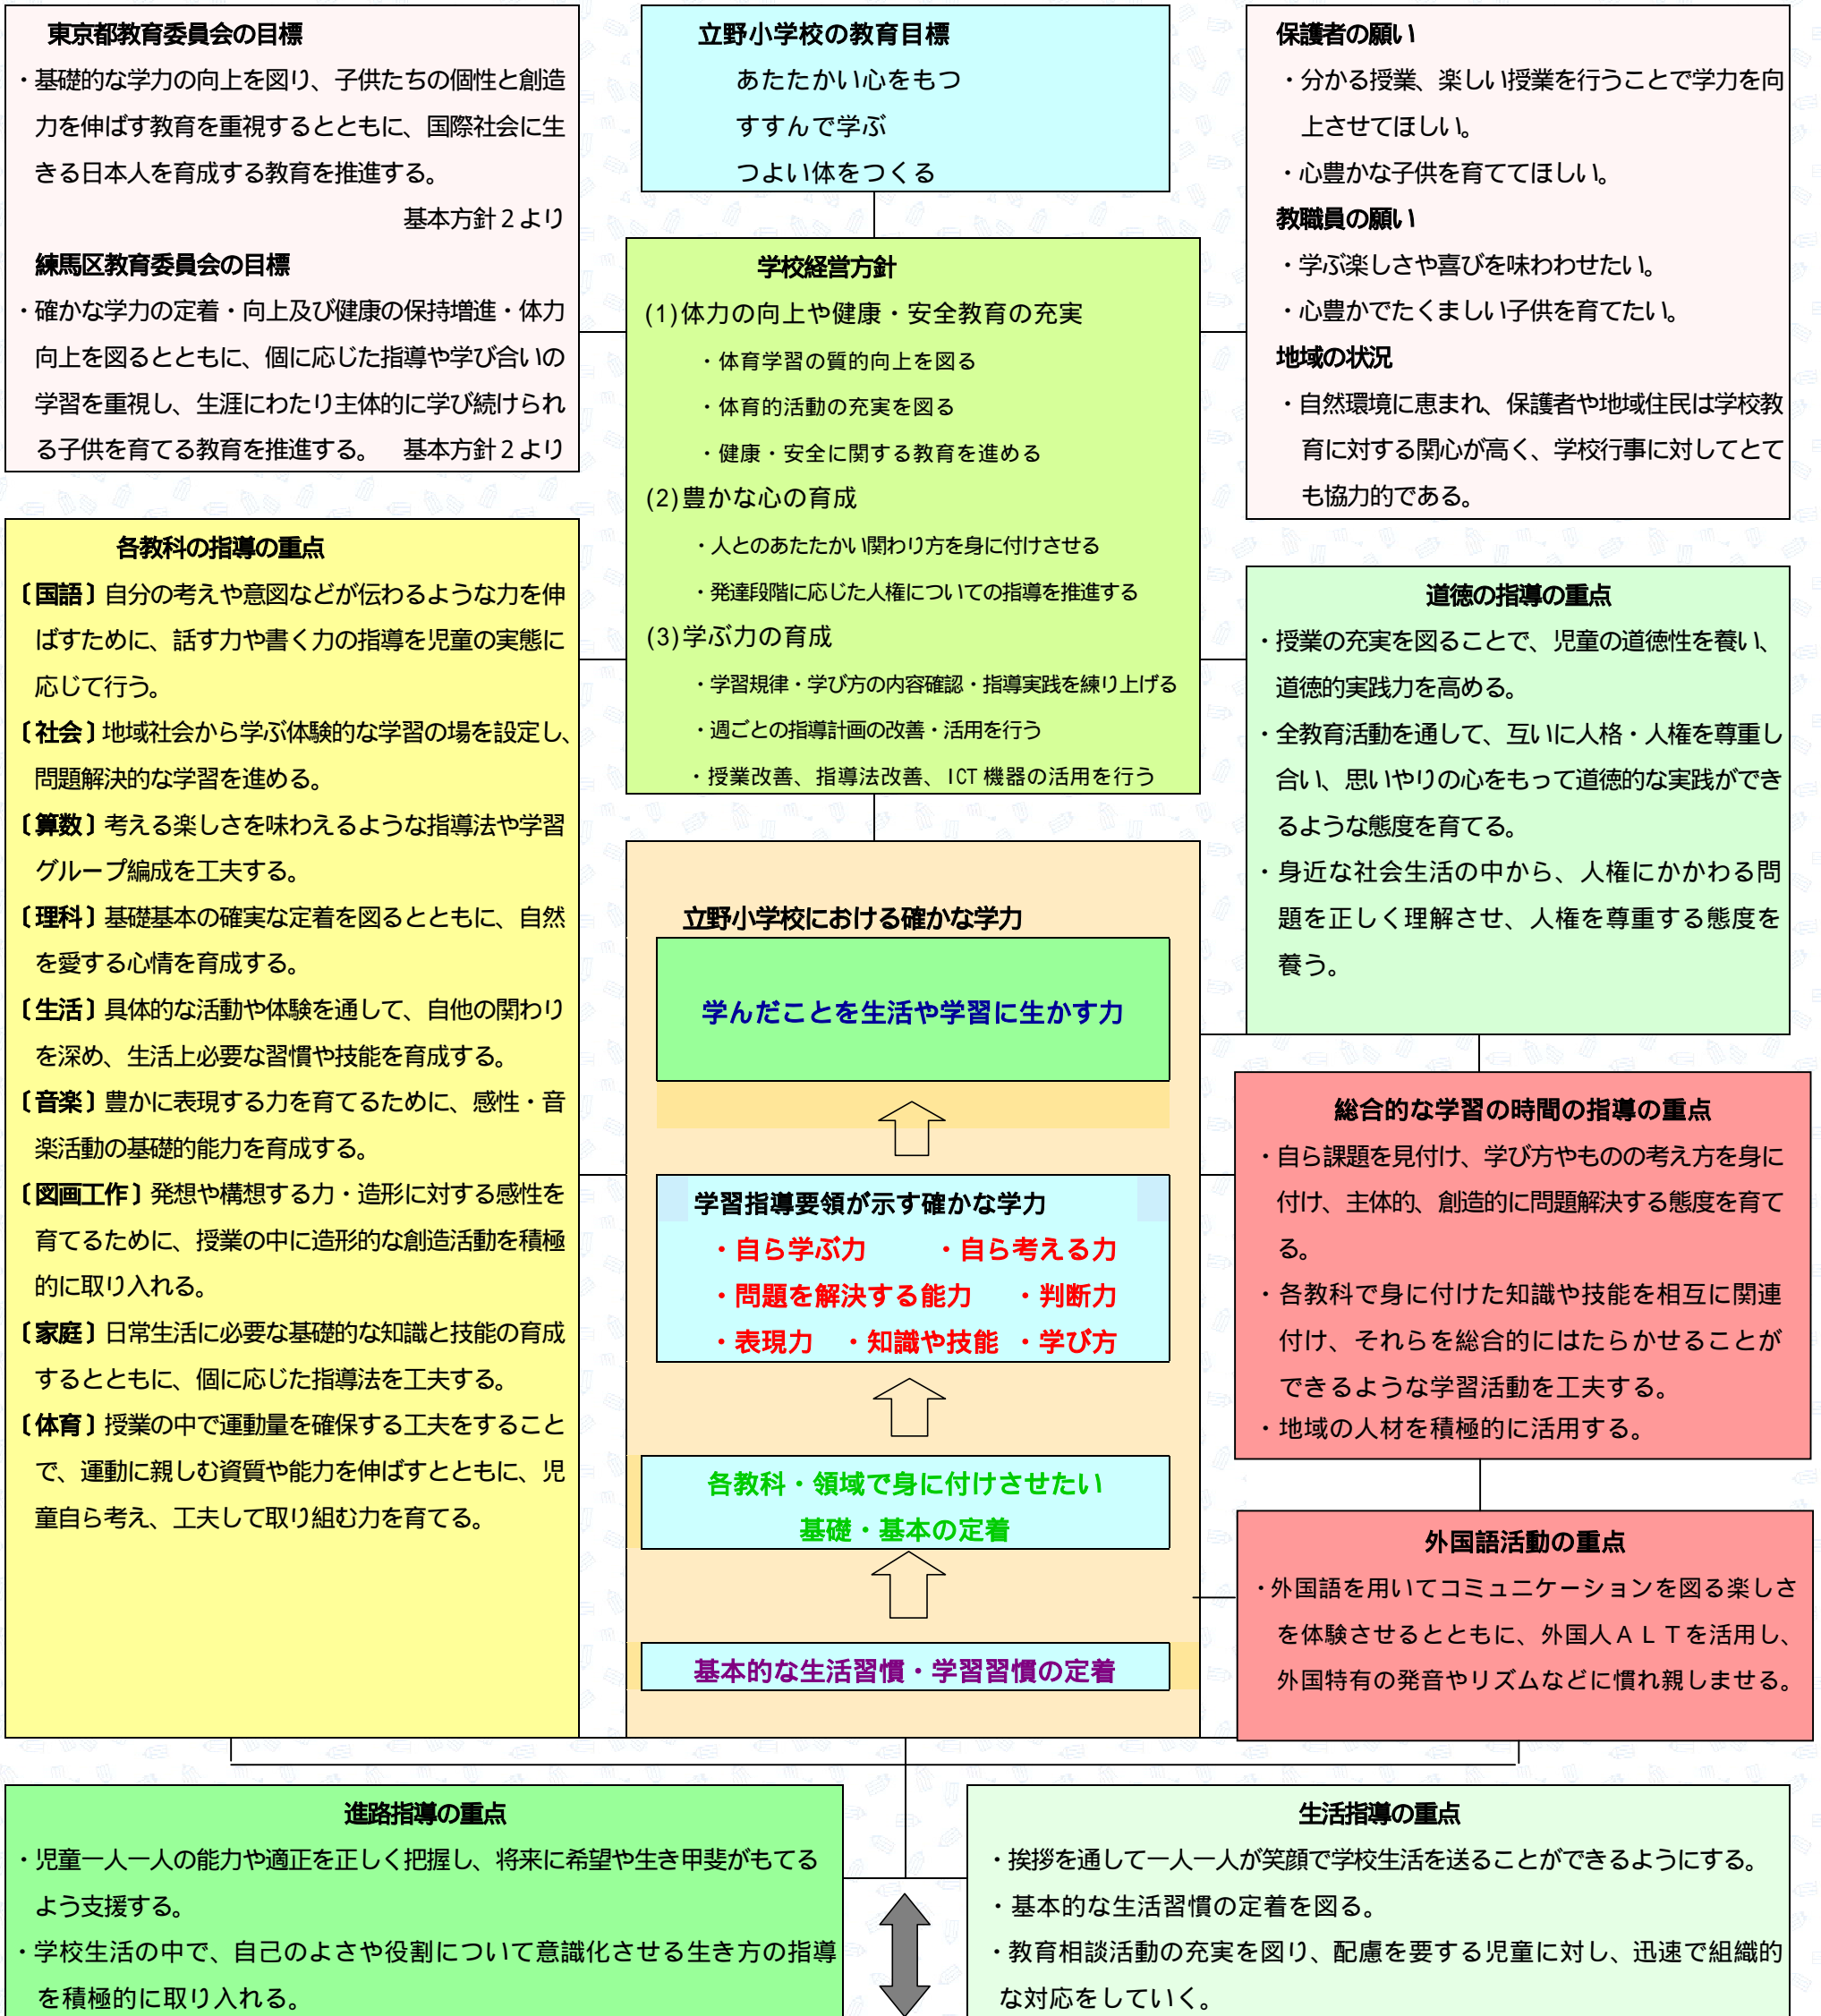 東京都教育委員会の目標
・基礎的な学力の向上を図り、子供たちの個性と創造
力を伸ばす教育を重視するとともに、国際社会に生
きる日本人を育成する教育を推進する。
基本方針２より
練馬区教育委員会の目標
・確かな学力の定着・向上及び健康の保持増進・体力
向上を図るとともに、個に応じた指導や学び合いの
学習を重視し、生涯にわたり主体的に学び続けられ
る子供を育てる教育を推進する。　基本方針２より
立野小学校の教育目標
あたたかい心をもつ
すすんで学ぶ
つよい体をつくる
保護者の願い
・分かる授業、楽しい授業を行うことで学力を向
上させてほしい。
・心豊かな子供を育ててほしい。
教職員の願い
・学ぶ楽しさや喜びを味わわせたい。
・心豊かでたくましい子供を育てたい。
地域の状況
・自然環境に恵まれ、保護者や地域住民は学校教
育に対する関心が高く、学校行事に対してとて
も協力的である。
学校経営方針
(1)体力の向上や健康・安全教育の充実
・体育学習の質的向上を図る
・体育的活動の充実を図る
・健康・安全に関する教育を進める
(2)豊かな心の育成
・人とのあたたかい関わり方を身に付けさせる
・発達段階に応じた人権についての指導を推進する
(3)学ぶ力の育成
・学習規律・学び方の内容確認・指導実践を練り上げる
・週ごとの指導計画の改善・活用を行う
・授業改善、指導法改善、ICT 機器の活用を行う
各教科の指導の重点
〔国語〕自分の考えや意図などが伝わるような力を伸
ばすために、話す力や書く力の指導を児童の実態に
応じて行う。
〔社会〕地域社会から学ぶ体験的な学習の場を設定し、
問題解決的な学習を進める。
〔算数〕考える楽しさを味わえるような指導法や学習
グループ編成を工夫する。
〔理科〕基礎基本の確実な定着を図るとともに、自然
を愛する心情を育成する。
〔生活〕具体的な活動や体験を通して、自他の関わり
を深め、生活上必要な習慣や技能を育成する。
〔音楽〕豊かに表現する力を育てるために、感性・音
楽活動の基礎的能力を育成する。
〔図画工作〕発想や構想する力・造形に対する感性を
育てるために、授業の中に造形的な創造活動を積極
的に取り入れる。
〔家庭〕日常生活に必要な基礎的な知識と技能の育成
するとともに、個に応じた指導法を工夫する。
〔体育〕授業の中で運動量を確保する工夫をすること
で、運動に親しむ資質や能力を伸ばすとともに、児
童自ら考え、工夫して取り組む力を育てる。
立野小学校における確かな学力
学んだことを生活や学習に生かす力
学習指導要領が示す確かな学力
・自ら学ぶ力　・自ら考える力
・問題を解決する能力　・判断力
・表現力　・知識や技能　・学び方
各教科・領域で身に付けさせたい
基礎・基本の定着
基本的な生活習慣・学習習慣の定着
道徳の指導の重点
・授業の充実を図ることで、児童の道徳性を養い、
道徳的実践力を高める。
・全教育活動を通して、互いに人格・人権を尊重し
合い、思いやりの心をもって道徳的な実践ができ
るような態度を育てる。
・身近な社会生活の中から、人権にかかわる問
題を正しく理解させ、人権を尊重する態度を
養う。
総合的な学習の時間の指導の重点
・自ら課題を見付け、学び方やものの考え方を身に
付け、主体的、創造的に問題解決する態度を育て
る。
・各教科で身に付けた知識や技能を相互に関連
付け、それらを総合的にはたらかせることが
できるような学習活動を工夫する。
・地域の人材を積極的に活用する。
外国語活動の重点
・外国語を用いてコミュニケーションを図る楽しさ
を体験させるとともに、外国人ＡＬＴを活用し、
外国特有の発音やリズムなどに慣れ親しませる。
進路指導の重点
・児童一人一人の能力や適正を正しく把握し、将来に希望や生き甲斐がもてる
よう支援する。
・学校生活の中で、自己のよさや役割について意識化させる生き方の指導
を積極的に取り入れる。
生活指導の重点
・挨拶を通して一人一人が笑顔で学校生活を送ることができるようにする。
・基本的な生活習慣の定着を図る。
・教育相談活動の充実を図り、配慮を要する児童に対し、迅速で組織的
な対応をしていく。